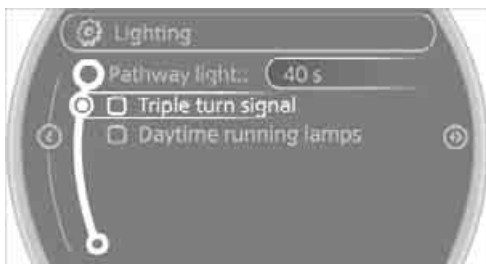 Lighting
Pathway light.: 40 s
Triple turn signal
Daytime running lamps